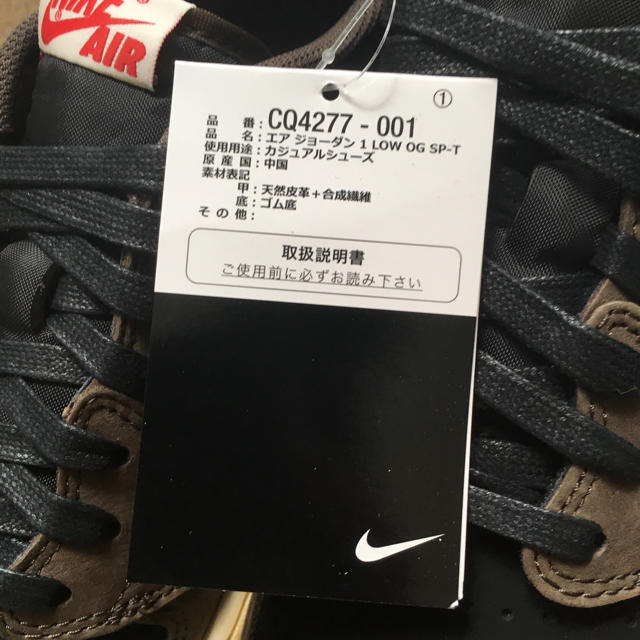 NIKE
AIR
①
品番：CQ4277 - 001
品名：エア ジョーダン 1 LOW OG SP-T
使用用途：カジュアルシューズ
原産国：中国
素材表記
甲：天然皮革＋合成繊維
底：ゴム底
その他：
取扱説明書
ご使用前に必ずお読み下さい